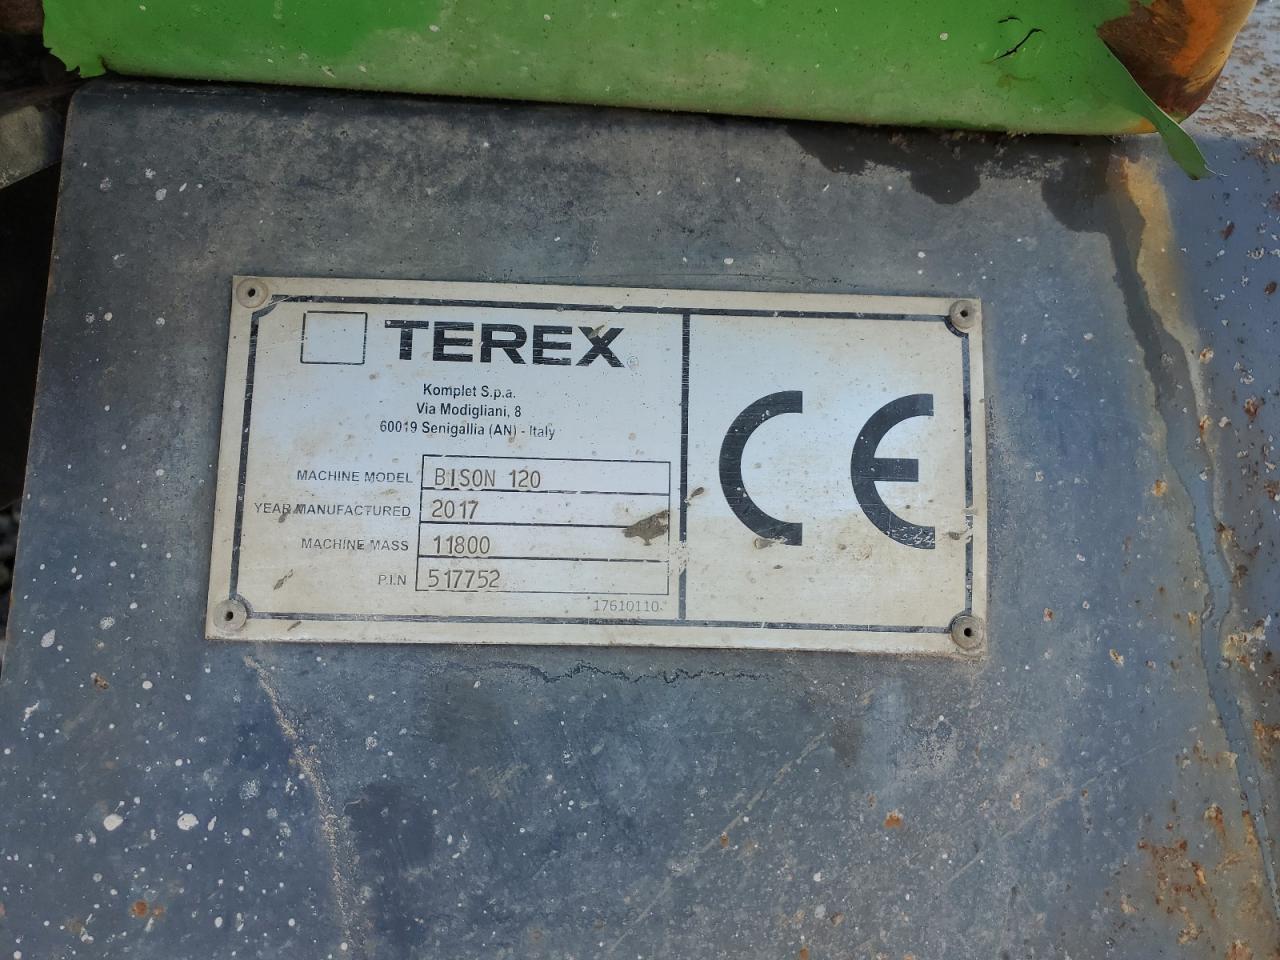 TEREX®
Komplet S.p.a.
Via Modigliani, 8
60019 Senigallia (AN) - Italy
MACHINE MODEL BISON 120
YEAR MANUFACTURED 2017
MACHINE MASS 11800
P.I.N 517752
17610110
CE